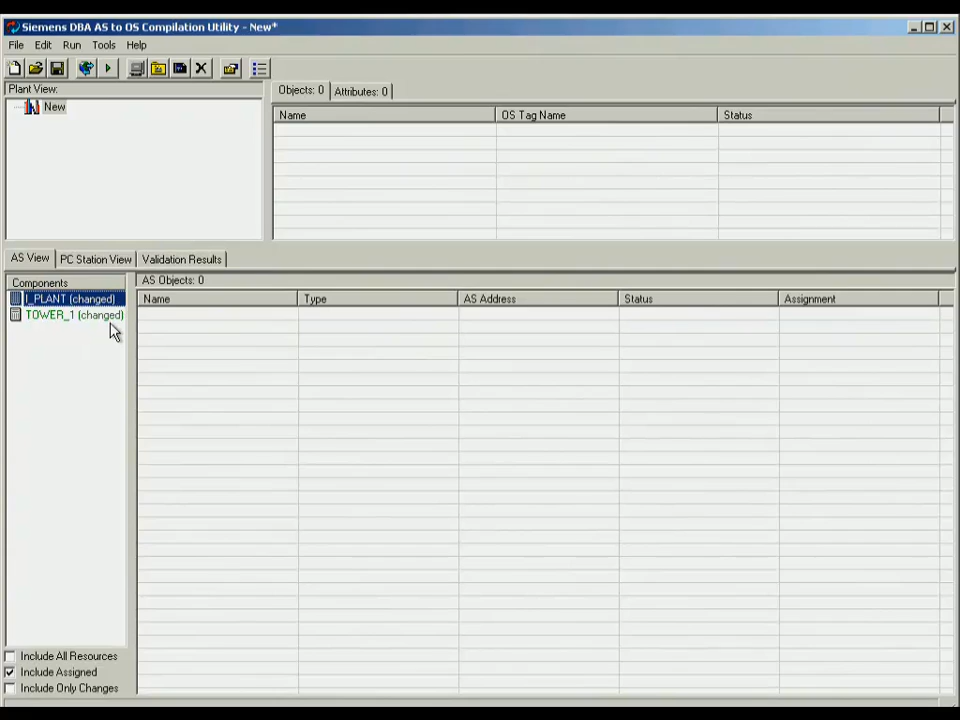 Siemens DBA AS to OS Compilation Utility - New*
File Edit Run Tools Help
Plant View:
New
Objects: 0 Attributes: 0
Name OS Tag Name Status
AS View PC Station View Validation Results
Components
I_PLANT (changed)
TOWER_1 (changed)
AS Objects: 0
Name Type AS Address Status Assignment
Include All Resources
Include Assigned
Include Only Changes